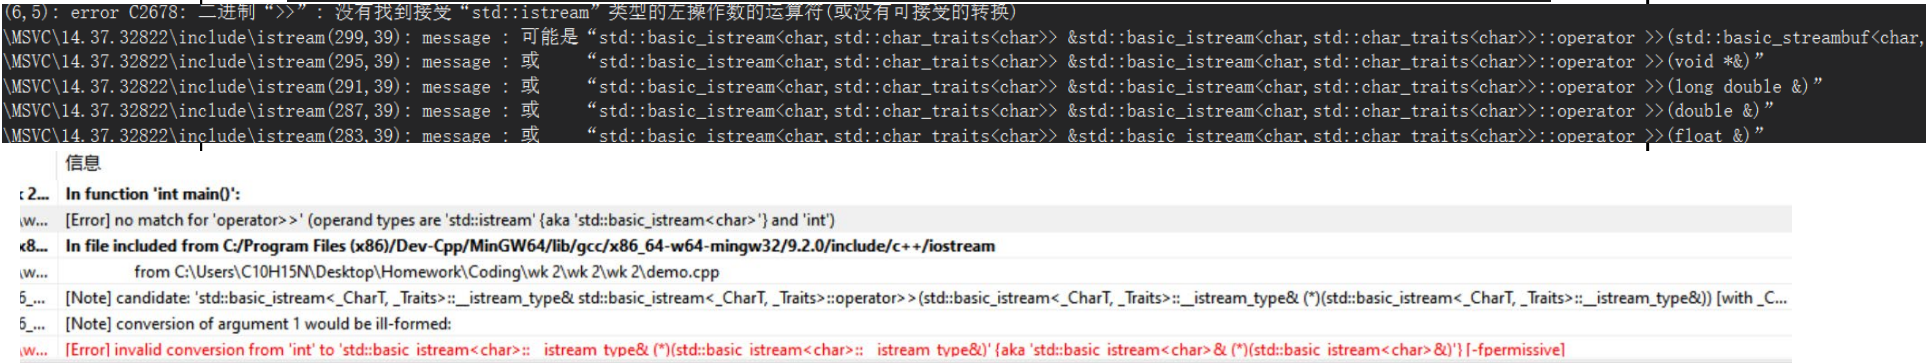 (6,5): error C2678: 二进制“>>”: 没有找到接受“std::istream”类型的左操作数的运算符(或没有可接受的转换)
\MSVC\14.37.32822\include\istream(299,39): message : 可能是“std::basic_istream<char,std::char_traits<char>> &std::basic_istream<char,std::char_traits<char>>::operator >>(std::basic_streambuf<char,
\MSVC\14.37.32822\include\istream(295,39): message : 或 “std::basic_istream<char,std::char_traits<char>> &std::basic_istream<char,std::char_traits<char>>::operator >>(void *&)”
\MSVC\14.37.32822\include\istream(291,39): message : 或 “std::basic_istream<char,std::char_traits<char>> &std::basic_istream<char,std::char_traits<char>>::operator >>(long double &)”
\MSVC\14.37.32822\include\istream(287,39): message : 或 “std::basic_istream<char,std::char_traits<char>> &std::basic_istream<char,std::char_traits<char>>::operator >>(double &)”
\MSVC\14.37.32822\include\istream(283,39): message : 或 “std::basic_istream<char,std::char_traits<char>> &std::basic_istream<char,std::char_traits<char>>::operator >>(float &)”
信息
2... In function 'int main()':
\w... [Error] no match for 'operator>>' (operand types are 'std::istream' {aka 'std::basic_istream<char>'} and 'int')
x8... In file included from C:/Program Files (x86)/Dev-Cpp/MinGW64/lib/gcc/x86_64-w64-mingw32/9.2.0/include/c++/iostream
\w... from C:\Users\C10H15N\Desktop\Homework\Coding\wk 2\wk 2\wk 2\demo.cpp
6_... [Note] candidate: 'std::basic_istream<_CharT, _Traits>::__istream_type& std::basic_istream<_CharT, _Traits>::operator>>(std::basic_istream<_CharT, _Traits>::__istream_type& (*)(std::basic_istream<_CharT, _Traits>::__istream_type&)) [with _C...
6_... [Note] conversion of argument 1 would be ill-formed:
\w... [Error] invalid conversion from 'int' to 'std::basic_istream<char>::__istream_type& (*)(std::basic_istream<char>::__istream_type&)' {aka 'std::basic_istream<char>& (*)(std::basic_istream<char>&)'} [-fpermissive]